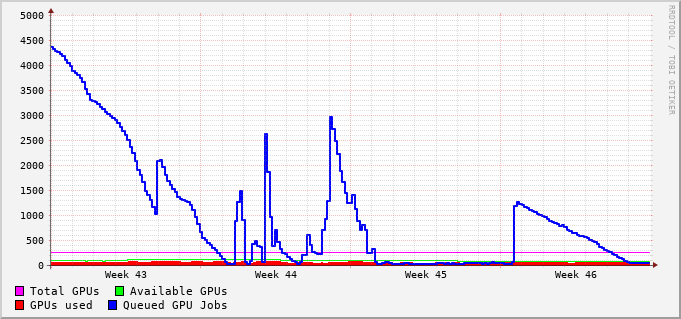 RRDTOOL / TOBI OETIKER
5000
4500
4000
3500
3000
2500
2000
1500
1000
500
0
Week 43 Week 44 Week 45 Week 46
Total GPUs Available GPUs
GPUs used Queued GPU Jobs